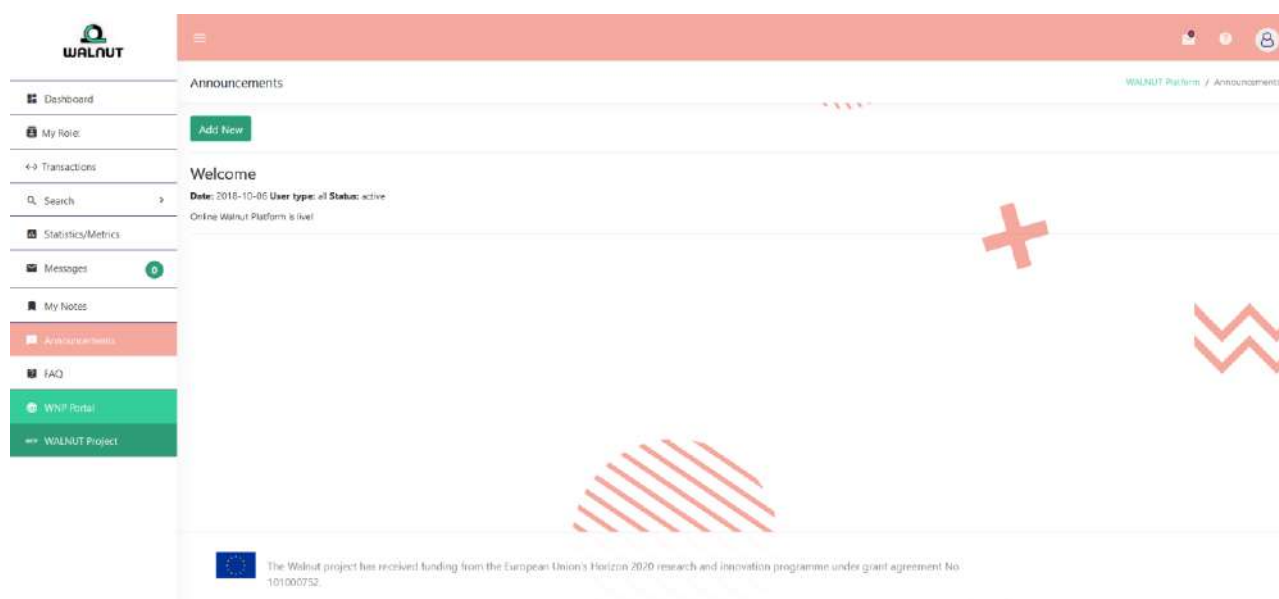 WALNUT
Announcements
WALNUT Platform / Announcements
Dashboard
My Role:
Transactions
Search
Statistics/Metrics
Messages 0
My Notes
Announcements
FAQ
WNP Portal
WALNUT Project
Add New
Welcome
Date: 2018-10-06 User type: all Status: active
Online Walnut Platform is live!
The Walnut project has received funding from the European Union's Horizon 2020 research and innovation programme under grant agreement No
101000752.